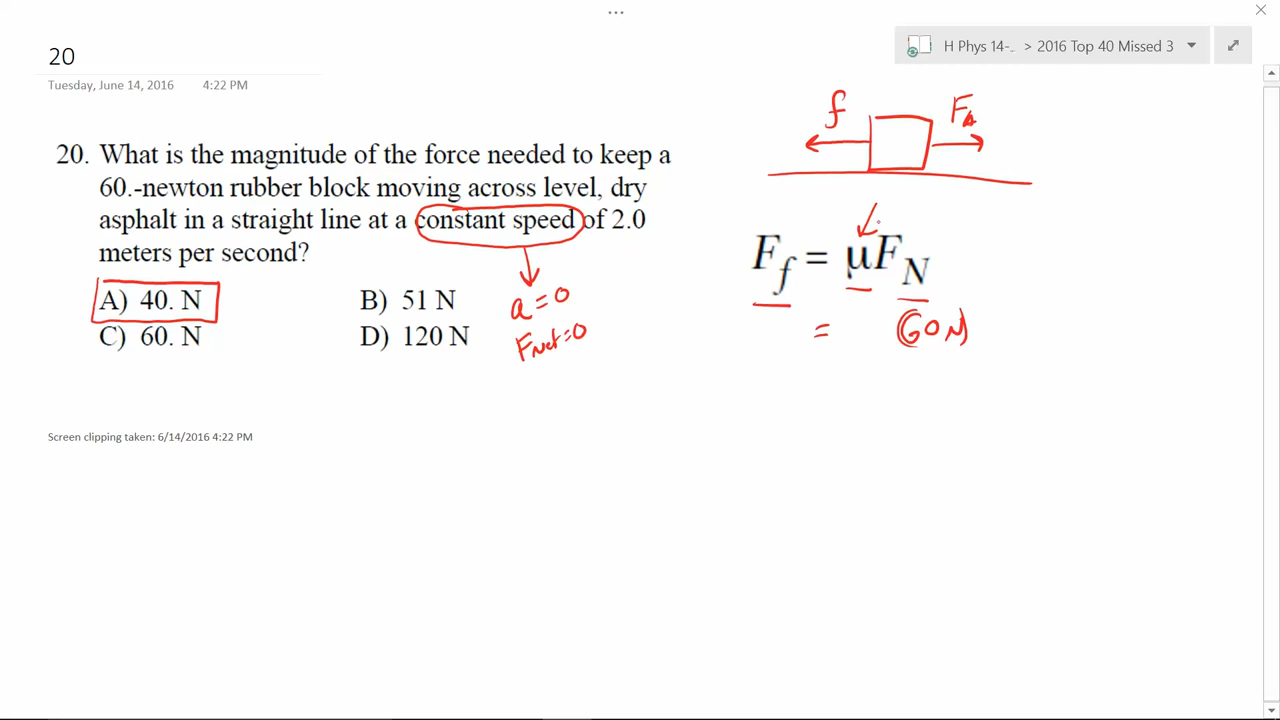 ...
20
H Phys 14-.. > 2016 Top 40 Missed 3
Tuesday, June 14, 2016 4:22 PM
f
FA
20. What is the magnitude of the force needed to keep a
60.-newton rubber block moving across level, dry
asphalt in a straight line at a constant speed of 2.0
meters per second?
A) 40. N B) 51 N
C) 60. N D) 120 N
a = 0
FNet = 0
Ff = μFN
= (60N)
Screen clipping taken: 6/14/2016 4:22 PM